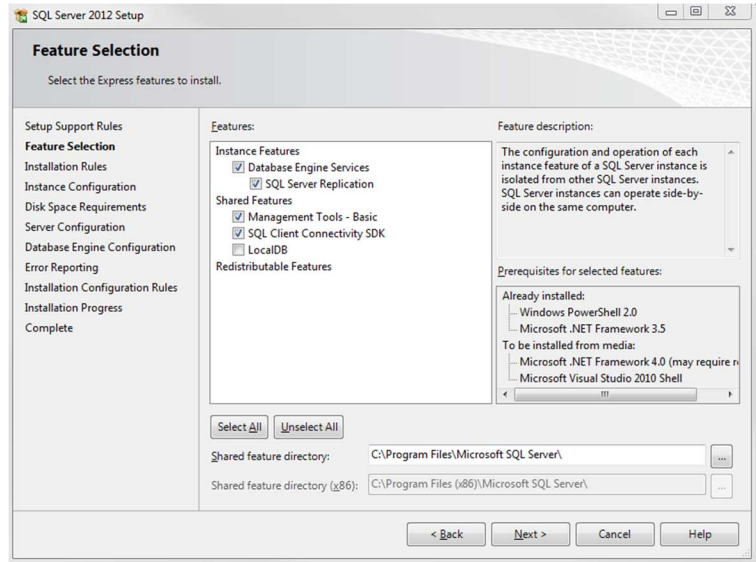 SQL Server 2012 Setup
Feature Selection
Select the Express features to install.
Setup Support Rules
Feature Selection
Installation Rules
Instance Configuration
Disk Space Requirements
Server Configuration
Database Engine Configuration
Error Reporting
Installation Configuration Rules
Installation Progress
Complete
Features:
Instance Features
Database Engine Services
SQL Server Replication
Shared Features
Management Tools - Basic
SQL Client Connectivity SDK
LocalDB
Redistributable Features
Feature description:
The configuration and operation of each
instance feature of a SQL Server instance is
isolated from other SQL Server instances.
SQL Server instances can operate side-by-
side on the same computer.
Prerequisites for selected features:
Already installed:
Windows PowerShell 2.0
Microsoft .NET Framework 3.5
To be installed from media:
Microsoft .NET Framework 4.0 (may require
Microsoft Visual Studio 2010 Shell
Select All
Unselect All
Shared feature directory:
C:\Program Files\Microsoft SQL Server\
...
Shared feature directory (x86):
C:\Program Files (x86)\Microsoft SQL Server\
...
< Back
Next >
Cancel
Help